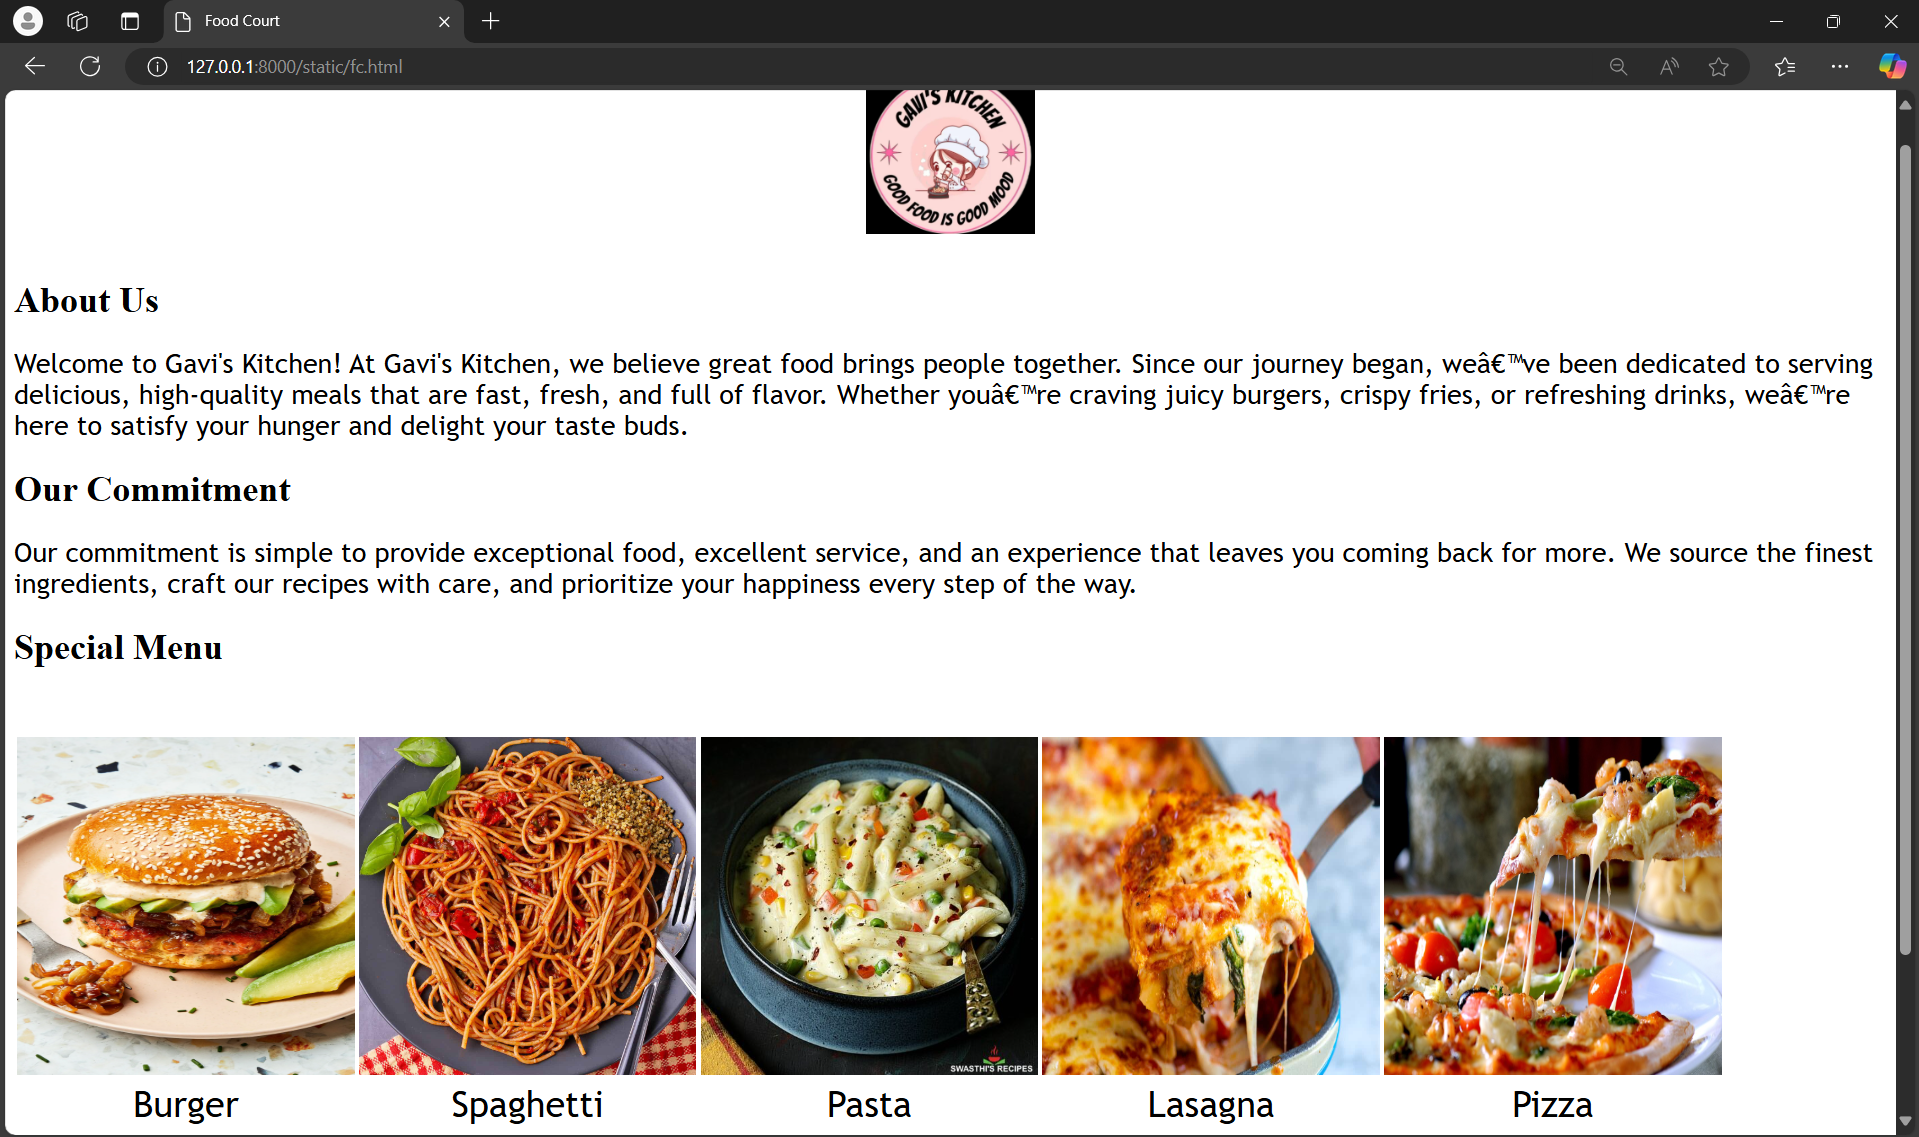 Food Court
127.0.0.1:8000/static/fc.html
GAVI'S KITCHEN
GOOD FOOD IS GOOD MOOD
About Us
Welcome to Gavi's Kitchen! At Gavi's Kitchen, we believe great food brings people together. Since our journey began, weâ€™ve been dedicated to serving
delicious, high-quality meals that are fast, fresh, and full of flavor. Whether youâ€™re craving juicy burgers, crispy fries, or refreshing drinks, weâ€™re
here to satisfy your hunger and delight your taste buds.
Our Commitment
Our commitment is simple to provide exceptional food, excellent service, and an experience that leaves you coming back for more. We source the finest
ingredients, craft our recipes with care, and prioritize your happiness every step of the way.
Special Menu
SWASTHI'S RECIPES
Burger Spaghetti Pasta Lasagna Pizza